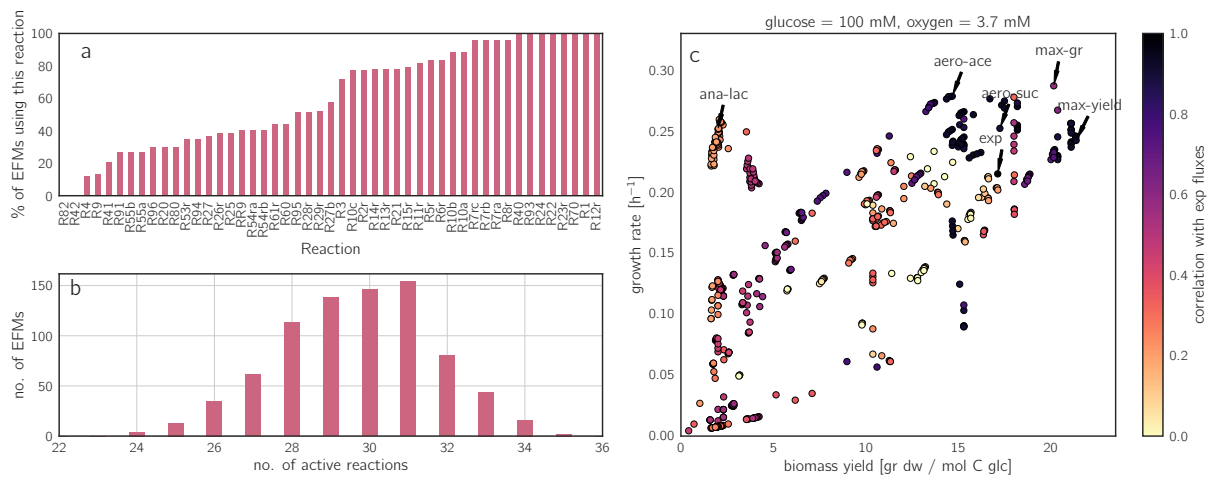 a
% of EFMs using this reaction
100
80
60
40
20
0
R82
R42
R4
R9
R41
R91
R55b
R55a
R90
R20
R80
R53r
R94
R27
R26r
R25
R89
R54ra
R54rb
R61r
R60
R95
R28r
R29r
R27b
R3
R10c
R2r
R14r
R13r
R21
R15r
R11r
R5r
R6r
R10b
R10a
R7rc
R7rb
R7ra
R8r
R40
R93
R24
R22
R23r
R70
R1
R12r
Reaction
b
no. of EFMs
150
100
50
0
22 24 26 28 30 32 34 36
no. of active reactions
glucose = 100 mM, oxygen = 3.7 mM
c
growth rate [h⁻¹]
0.30
0.25
0.20
0.15
0.10
0.05
0.00
max-gr
aero-ace
aero-suc
ana-lac
max-yield
exp
0 5 10 15 20
biomass yield [gr dw / mol C glc]
1.0
0.8
0.6
0.4
0.2
0.0
correlation with exp fluxes